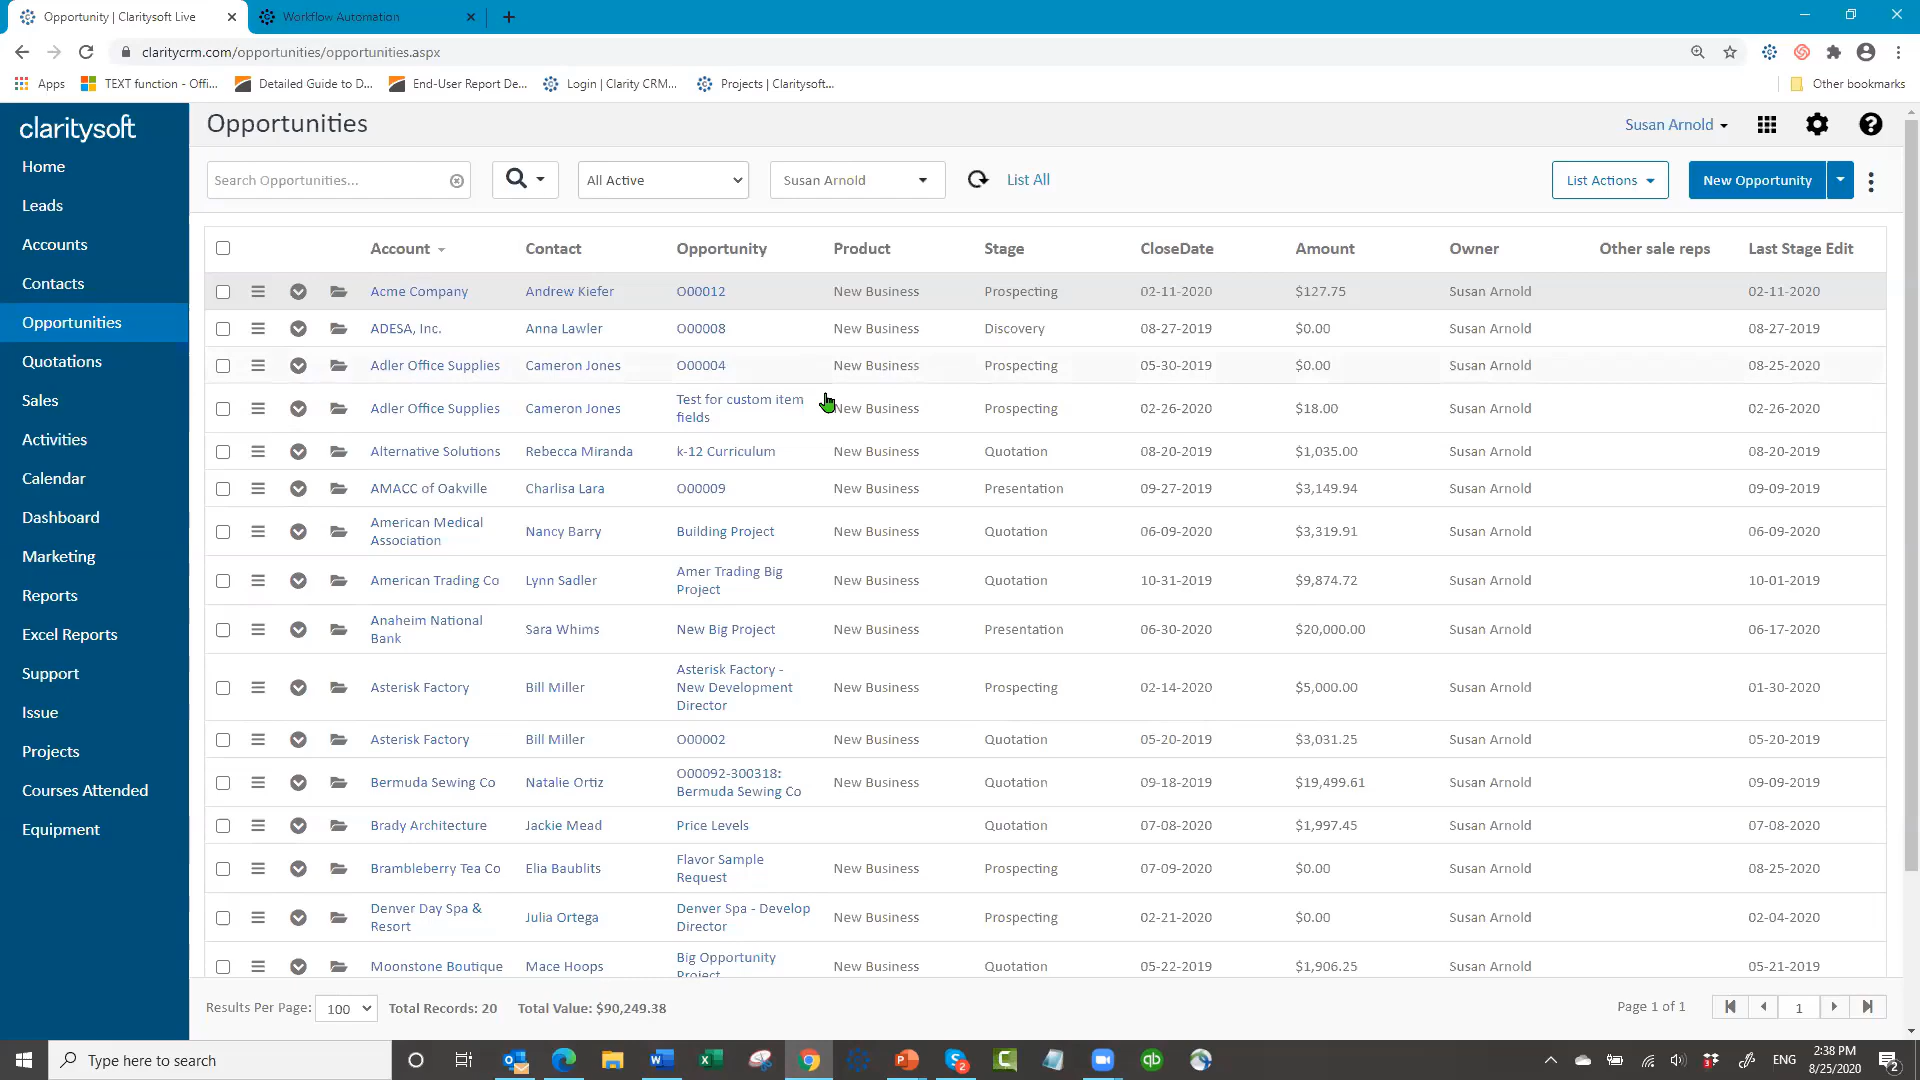 Opportunity | Claritysoft Live
Workflow Automation
claritycrm.com/opportunities/opportunities.aspx
Apps
TEXT function - Offi...
Detailed Guide to D...
End-User Report De...
Login | Clarity CRM...
Projects | Claritysoft...
Other bookmarks
claritysoft
Opportunities
Susan Arnold
Home
Leads
Accounts
Contacts
Opportunities
Quotations
Sales
Activities
Calendar
Dashboard
Marketing
Reports
Excel Reports
Support
Issue
Projects
Courses Attended
Equipment
Search Opportunities...
All Active
Susan Arnold
List All
List Actions
New Opportunity
Account Contact Opportunity Product Stage CloseDate Amount Owner Other sale reps Last Stage Edit
Acme Company Andrew Kiefer O00012 New Business Prospecting 02-11-2020 $127.75 Susan Arnold 02-11-2020
ADESA, Inc. Anna Lawler O00008 New Business Discovery 08-27-2019 $0.00 Susan Arnold 08-27-2019
Adler Office Supplies Cameron Jones O00004 New Business Prospecting 05-30-2019 $0.00 Susan Arnold 08-25-2020
Adler Office Supplies Cameron Jones Test for custom item
fields New Business Prospecting 02-26-2020 $18.00 Susan Arnold 02-26-2020
Alternative Solutions Rebecca Miranda k-12 Curriculum New Business Quotation 08-20-2019 $1,035.00 Susan Arnold 08-20-2019
AMACC of Oakville Charlisa Lara O00009 New Business Presentation 09-27-2019 $3,149.94 Susan Arnold 09-09-2019
American Medical
Association Nancy Barry Building Project New Business Quotation 06-09-2020 $3,319.91 Susan Arnold 06-09-2020
American Trading Co Lynn Sadler Amer Trading Big
Project New Business Quotation 10-31-2019 $9,874.72 Susan Arnold 10-01-2019
Anaheim National
Bank Sara Whims New Big Project New Business Presentation 06-30-2020 $20,000.00 Susan Arnold 06-17-2020
Asterisk Factory Bill Miller Asterisk Factory -
New Development
Director New Business Prospecting 02-14-2020 $5,000.00 Susan Arnold 01-30-2020
Asterisk Factory Bill Miller O00002 New Business Quotation 05-20-2019 $3,031.25 Susan Arnold 05-20-2019
Bermuda Sewing Co Natalie Ortiz O00092-300318:
Bermuda Sewing Co New Business Quotation 09-18-2019 $19,499.61 Susan Arnold 09-09-2019
Brady Architecture Jackie Mead Price Levels Quotation 07-08-2020 $1,997.45 Susan Arnold 07-08-2020
Brambleberry Tea Co Elia Baublits Flavor Sample
Request New Business Prospecting 07-09-2020 $0.00 Susan Arnold 08-25-2020
Denver Day Spa &
Resort Julia Ortega Denver Spa - Develop
Director New Business Prospecting 02-21-2020 $0.00 Susan Arnold 02-04-2020
Moonstone Boutique Mace Hoops Big Opportunity
Project New Business Quotation 05-22-2019 $1,906.25 Susan Arnold 05-21-2019
Results Per Page: 100 Total Records: 20 Total Value: $90,249.38
Page 1 of 1 1
Type here to search
ENG
2:38 PM
8/25/2020
2